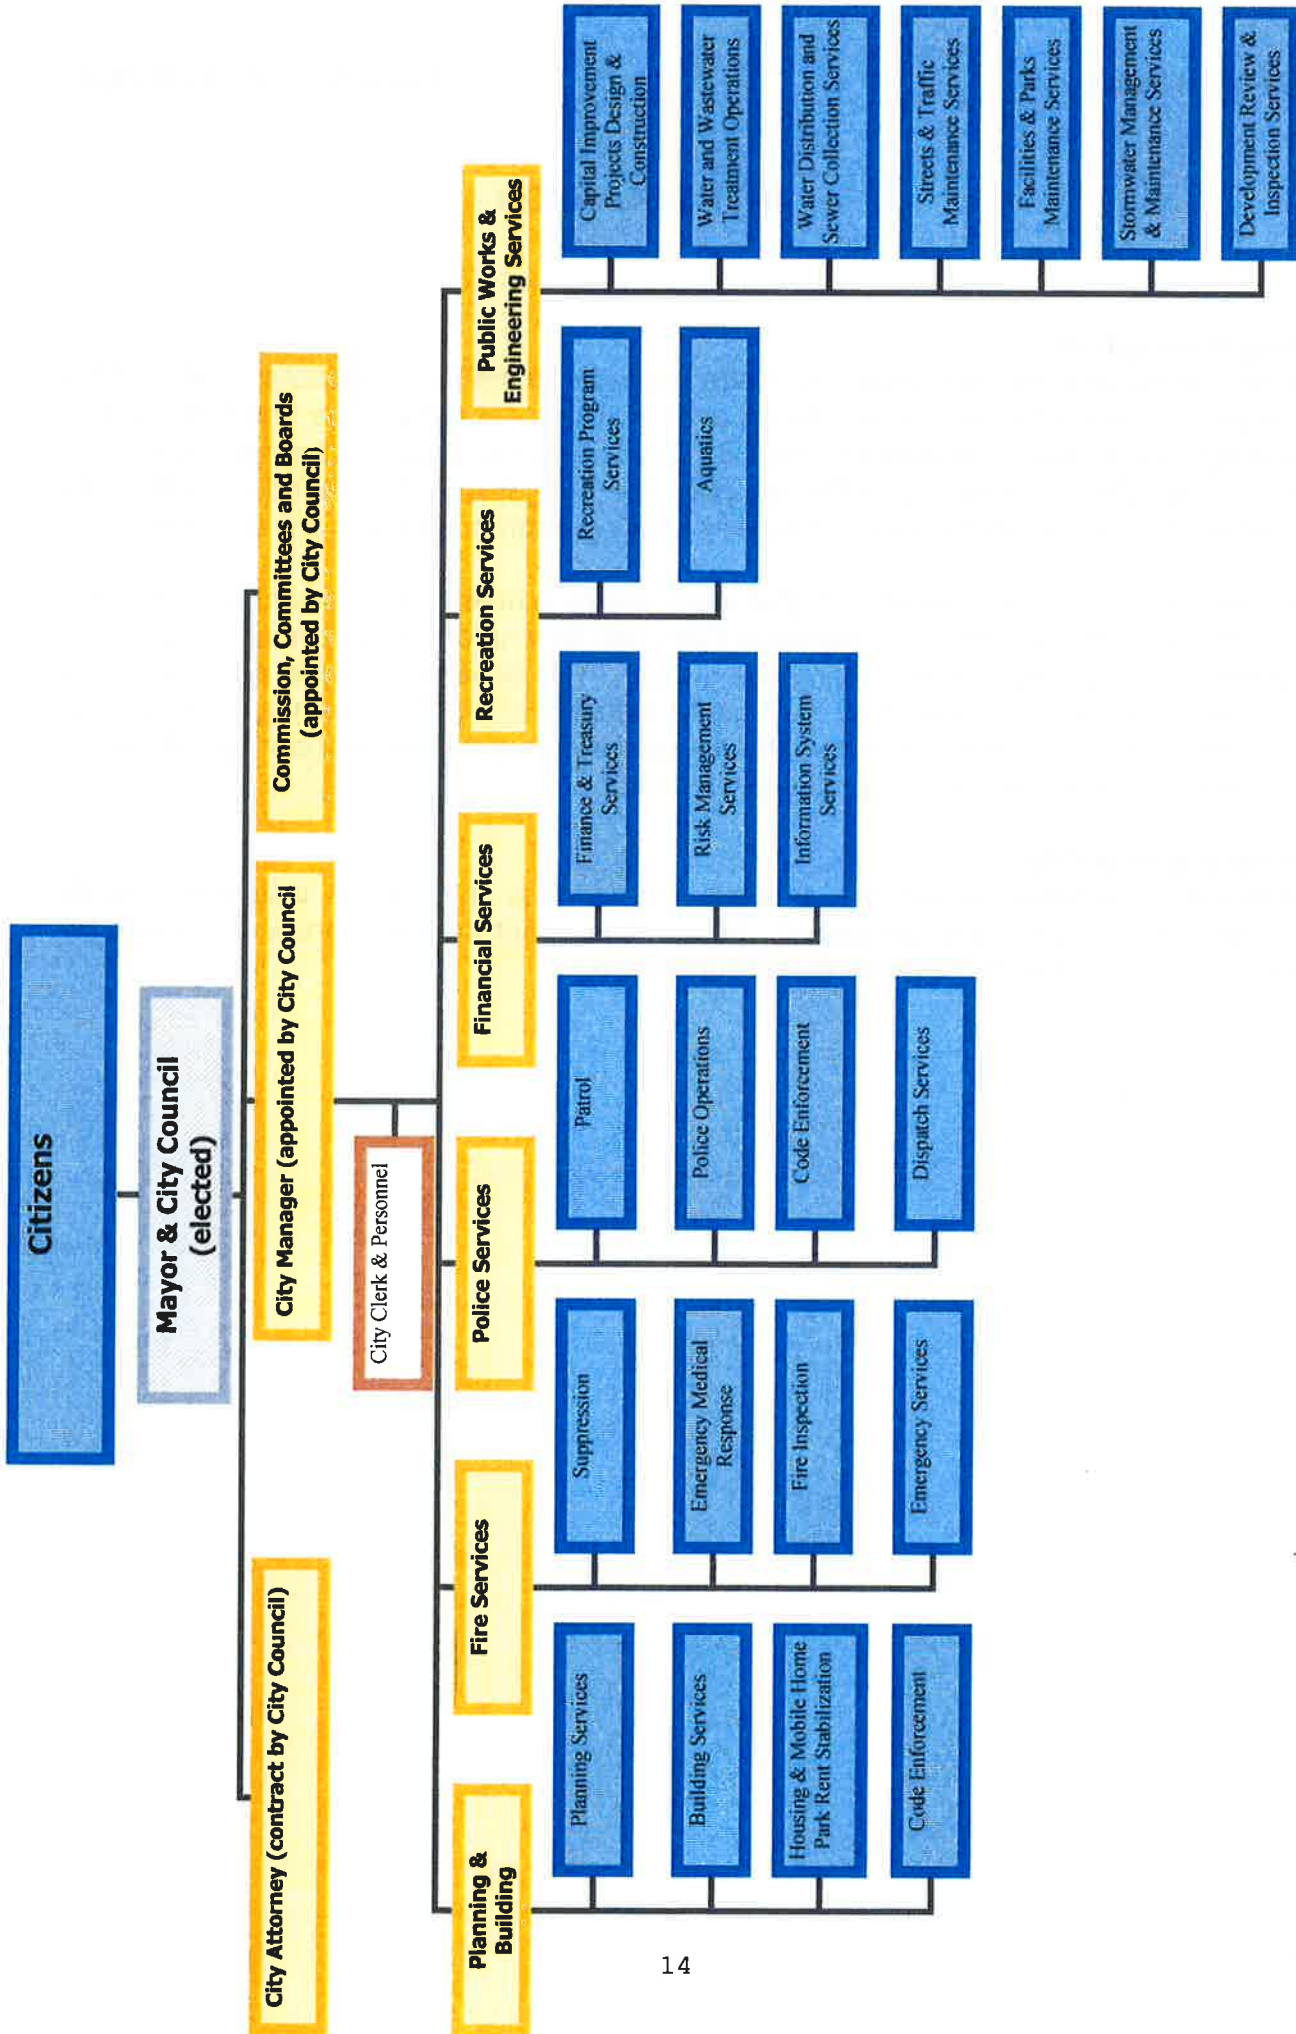 Citizens
Mayor & City Council
(elected)
City Attorney (contract by City Council)
City Manager (appointed by City Council
Commission, Committees and Boards
(appointed by City Council)
City Clerk & Personnel
Planning &
Building
Planning Services
Building Services
Housing & Mobile Home
Park Rent Stabilization
Code Enforcement
Fire Services
Suppression
Emergency Medical
Response
Fire Inspection
Emergency Services
Police Services
Patrol
Police Operations
Code Enforcement
Dispatch Services
Financial Services
Finance & Treasury
Services
Risk Management
Services
Information System
Services
Recreation Services
Recreation Program
Services
Aquatics
Public Works &
Engineering Services
Capital Improvement
Projects Design &
Construction
Water and Wastewater
Treatment Operations
Water Distribution and
Sewer Collection Services
Streets & Traffic
Maintenance Services
Facilities & Parks
Maintenance Services
Stormwater Management
& Maintenance Services
Development Review &
Inspection Services
14